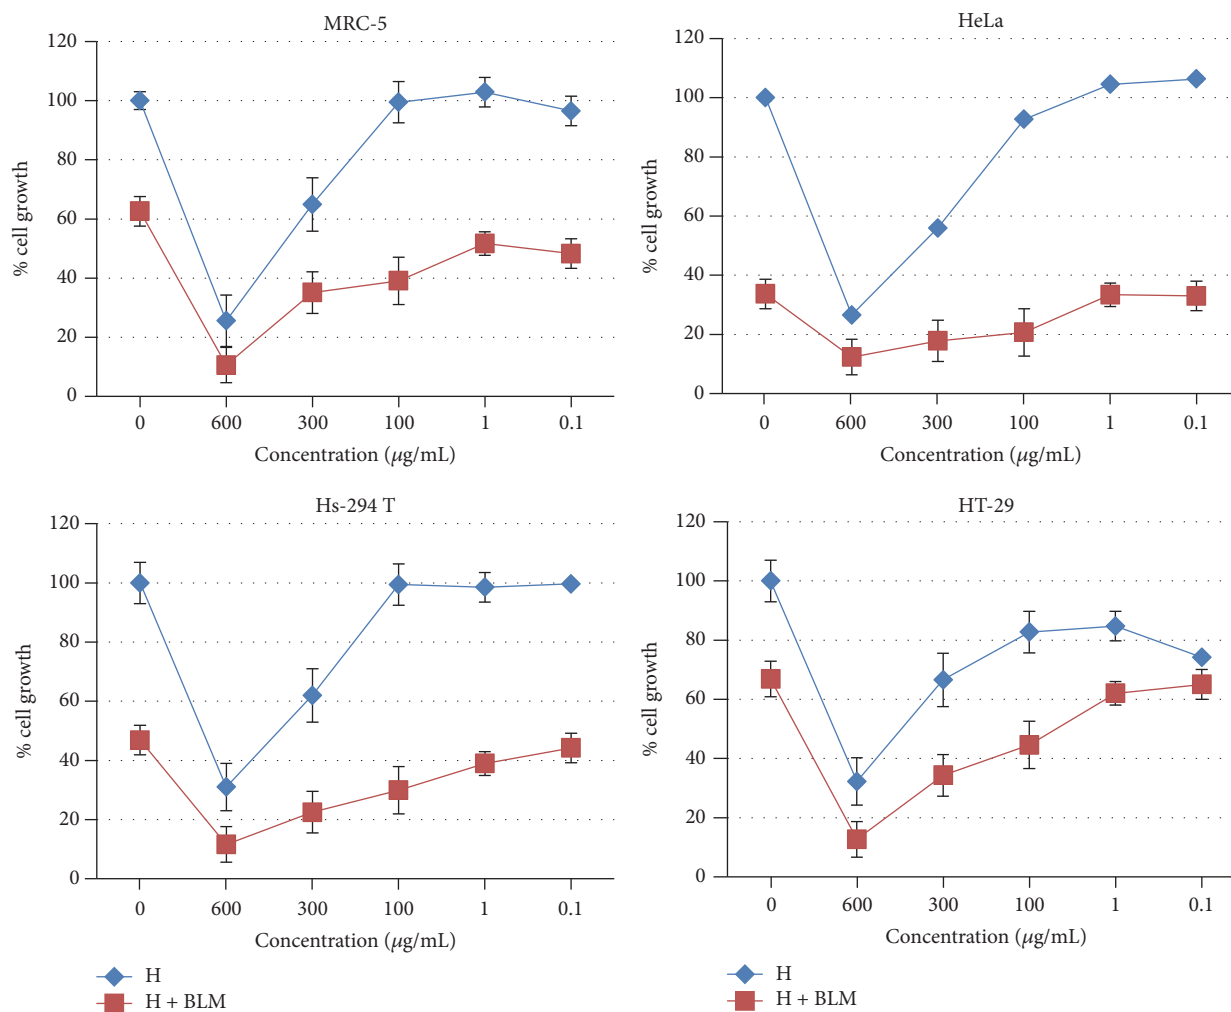 MRC-5
120
100
80
60
40
20
0
% cell growth
0 600 300 100 1 0.1
Concentration (µg/mL)
HeLa
120
100
80
60
40
20
0
% cell growth
0 600 300 100 1 0.1
Concentration (µg/mL)
Hs-294 T
120
100
80
60
40
20
0
% cell growth
0 600 300 100 1 0.1
Concentration (µg/mL)
H
H + BLM
HT-29
120
100
80
60
40
20
0
% cell growth
0 600 300 100 1 0.1
Concentration (µg/mL)
H
H + BLM